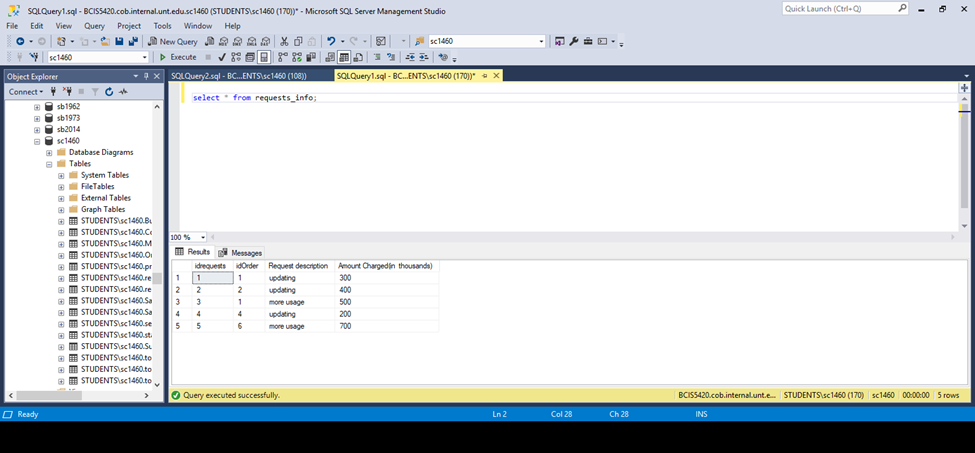 SQLQuery1.sql - BCIS5420.cob.internal.unt.edu.sc1460 (STUDENTS\sc1460 (170))* - Microsoft SQL Server Management Studio
Quick Launch (Ctrl+Q)
File Edit View Query Project Tools Window Help
New Query
sc1460
sc1460
Execute
Object Explorer
SQLQuery2.sql - BC...ENTS\sc1460 (108))
SQLQuery1.sql - BC...ENTS\sc1460 (170))*
Connect
sb1962
sb1973
sb2014
sc1460
Database Diagrams
Tables
System Tables
FileTables
External Tables
Graph Tables
STUDENTS\sc1460.Bu
STUDENTS\sc1460.Cc
STUDENTS\sc1460.M
STUDENTS\sc1460.Or
STUDENTS\sc1460.pr
STUDENTS\sc1460.re
STUDENTS\sc1460.re
STUDENTS\sc1460.Sa
STUDENTS\sc1460.Sa
STUDENTS\sc1460.se
STUDENTS\sc1460.sta
STUDENTS\sc1460.Su
STUDENTS\sc1460.to
STUDENTS\sc1460.to
STUDENTS\sc1460.to
select * from requests_info;
100 %
Results Messages
idrequests idOrder Request description Amount Charged(in thousands)
1 1 1 updating 300
2 2 2 updating 400
3 3 1 more usage 500
4 4 4 updating 200
5 5 6 more usage 700
Query executed successfully.
BCIS5420.cob.internal.unt.e... STUDENTS\sc1460 (170) sc1460 00:00:00 5 rows
Ready
Ln 2 Col 28 Ch 28 INS